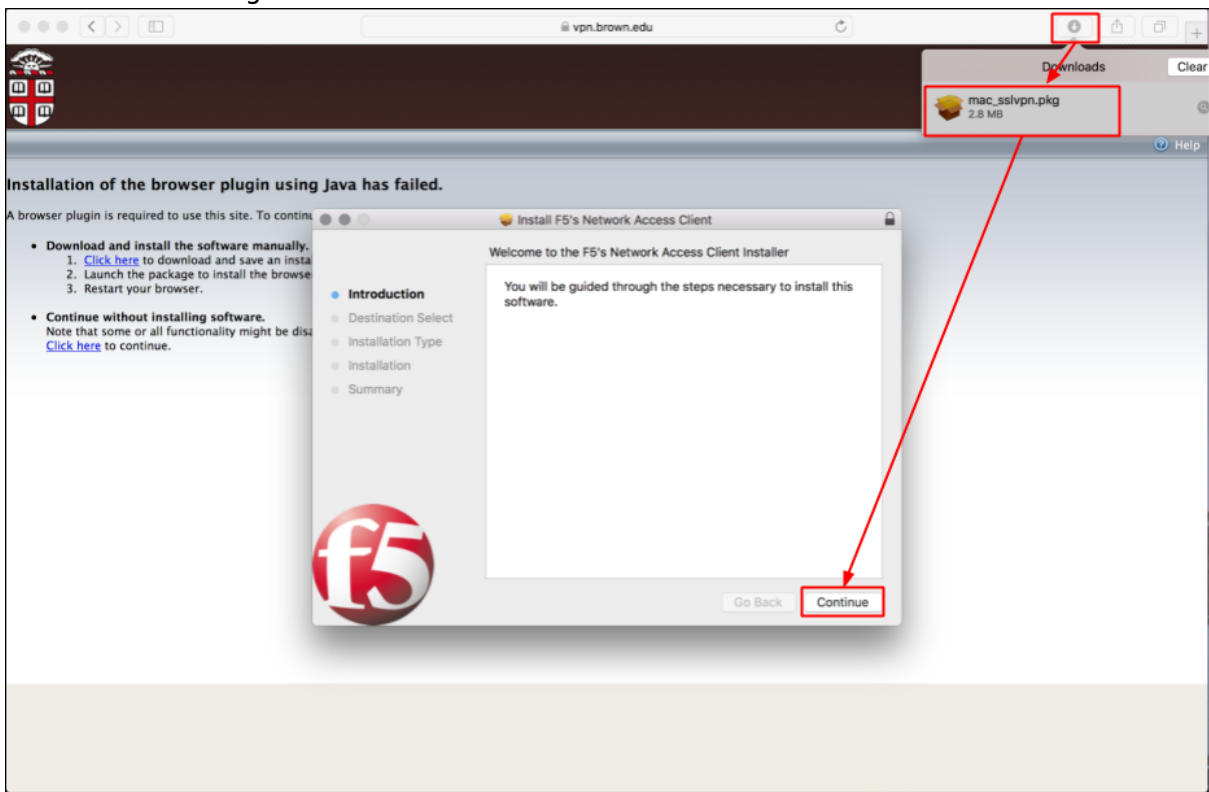 vpn.brown.edu
Downloads
Clear
mac_sslvpn.pkg
2.8 MB
Help
Installation of the browser plugin using Java has failed.
A browser plugin is required to use this site. To
Download and install the software manually.
1. Click here to download and save an
2. Launch the package to install the
3. Restart your browser.
Continue without installing software.
Note that some or all functionality might be
Click here to continue.
Install F5's Network Access Client
Welcome to the F5's Network Access Client Installer
Introduction
Destination Select
Installation Type
Installation
Summary
You will be guided through the steps necessary to install this
software.
f5
Go Back
Continue